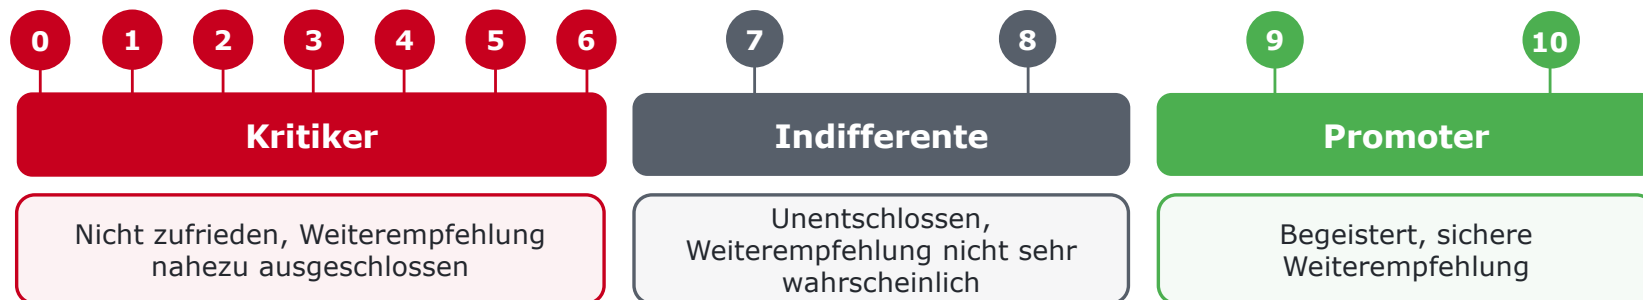 0 1 2 3 4 5 6 7 8 9 10
Kritiker
Indifferente
Promoter
Nicht zufrieden, Weiterempfehlung
nahezu ausgeschlossen
Unentschlossen,
Weiterempfehlung nicht sehr
wahrscheinlich
Begeistert, sichere
Weiterempfehlung